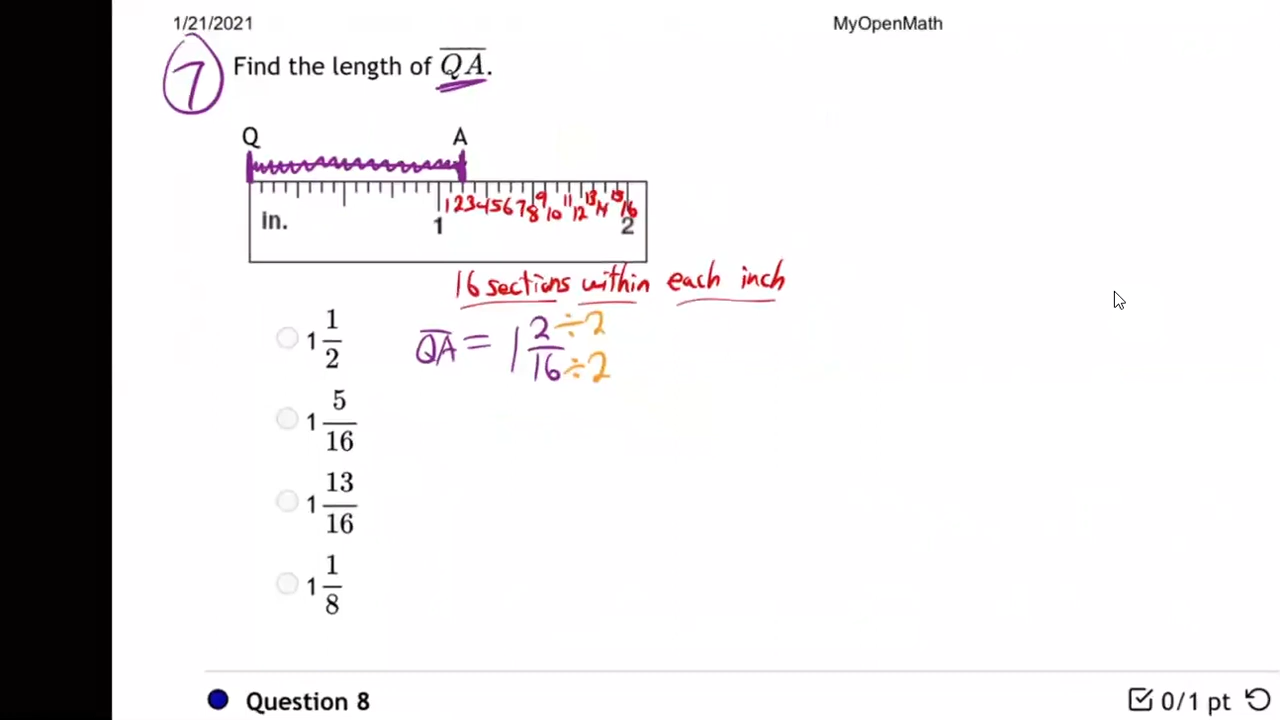 1/21/2021 MyOpenMath
7 Find the length of QA.
Q A
1 2 3 4 5 6 7 8 9 10 11 12 13 14 15 16
in. 1 2
16 sections within each inch
1 1/2
QA = 1 2÷2/16÷2
1 5/16
1 13/16
1 1/8
Question 8 0/1 pt